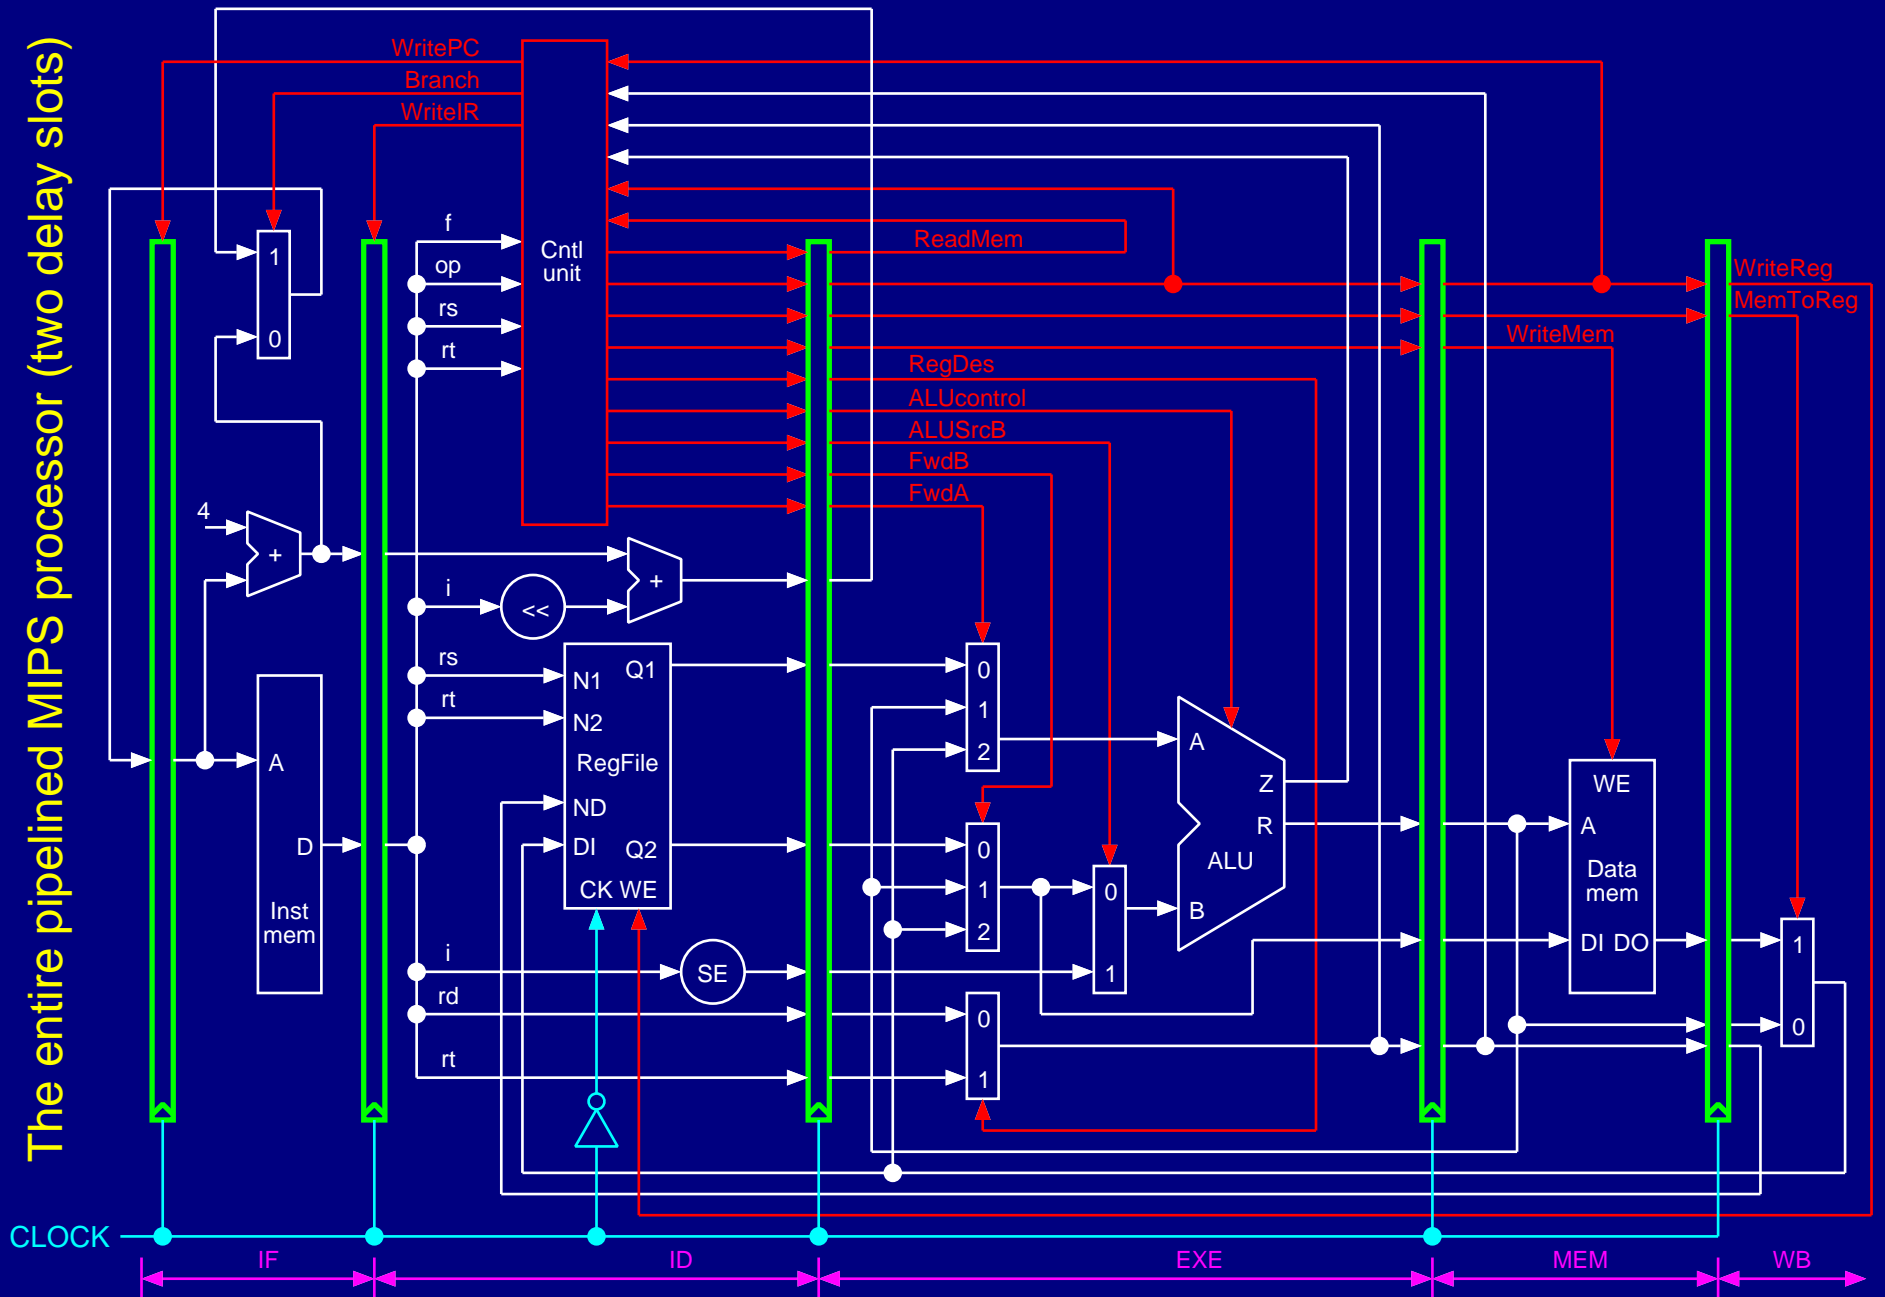 The entire pipelined MIPS processor (two delay slots)
WritePC
Branch
WriteIR
1
0
4
+
A
D
Inst
mem
f
op
rs
rt
Cntl
unit
i
<<
+
rs
rt
N1
N2
Q1
RegFile
ND
DI
Q2
CK WE
i
SE
rd
rt
ReadMem
RegDes
ALUcontrol
ALUSrcB
FwdB
FwdA
0
1
2
0
1
2
0
1
0
1
A
Z
R
ALU
B
WriteReg
MemToReg
WriteMem
WE
A
Data
mem
DI DO
1
0
CLOCK
IF
ID
EXE
MEM
WB